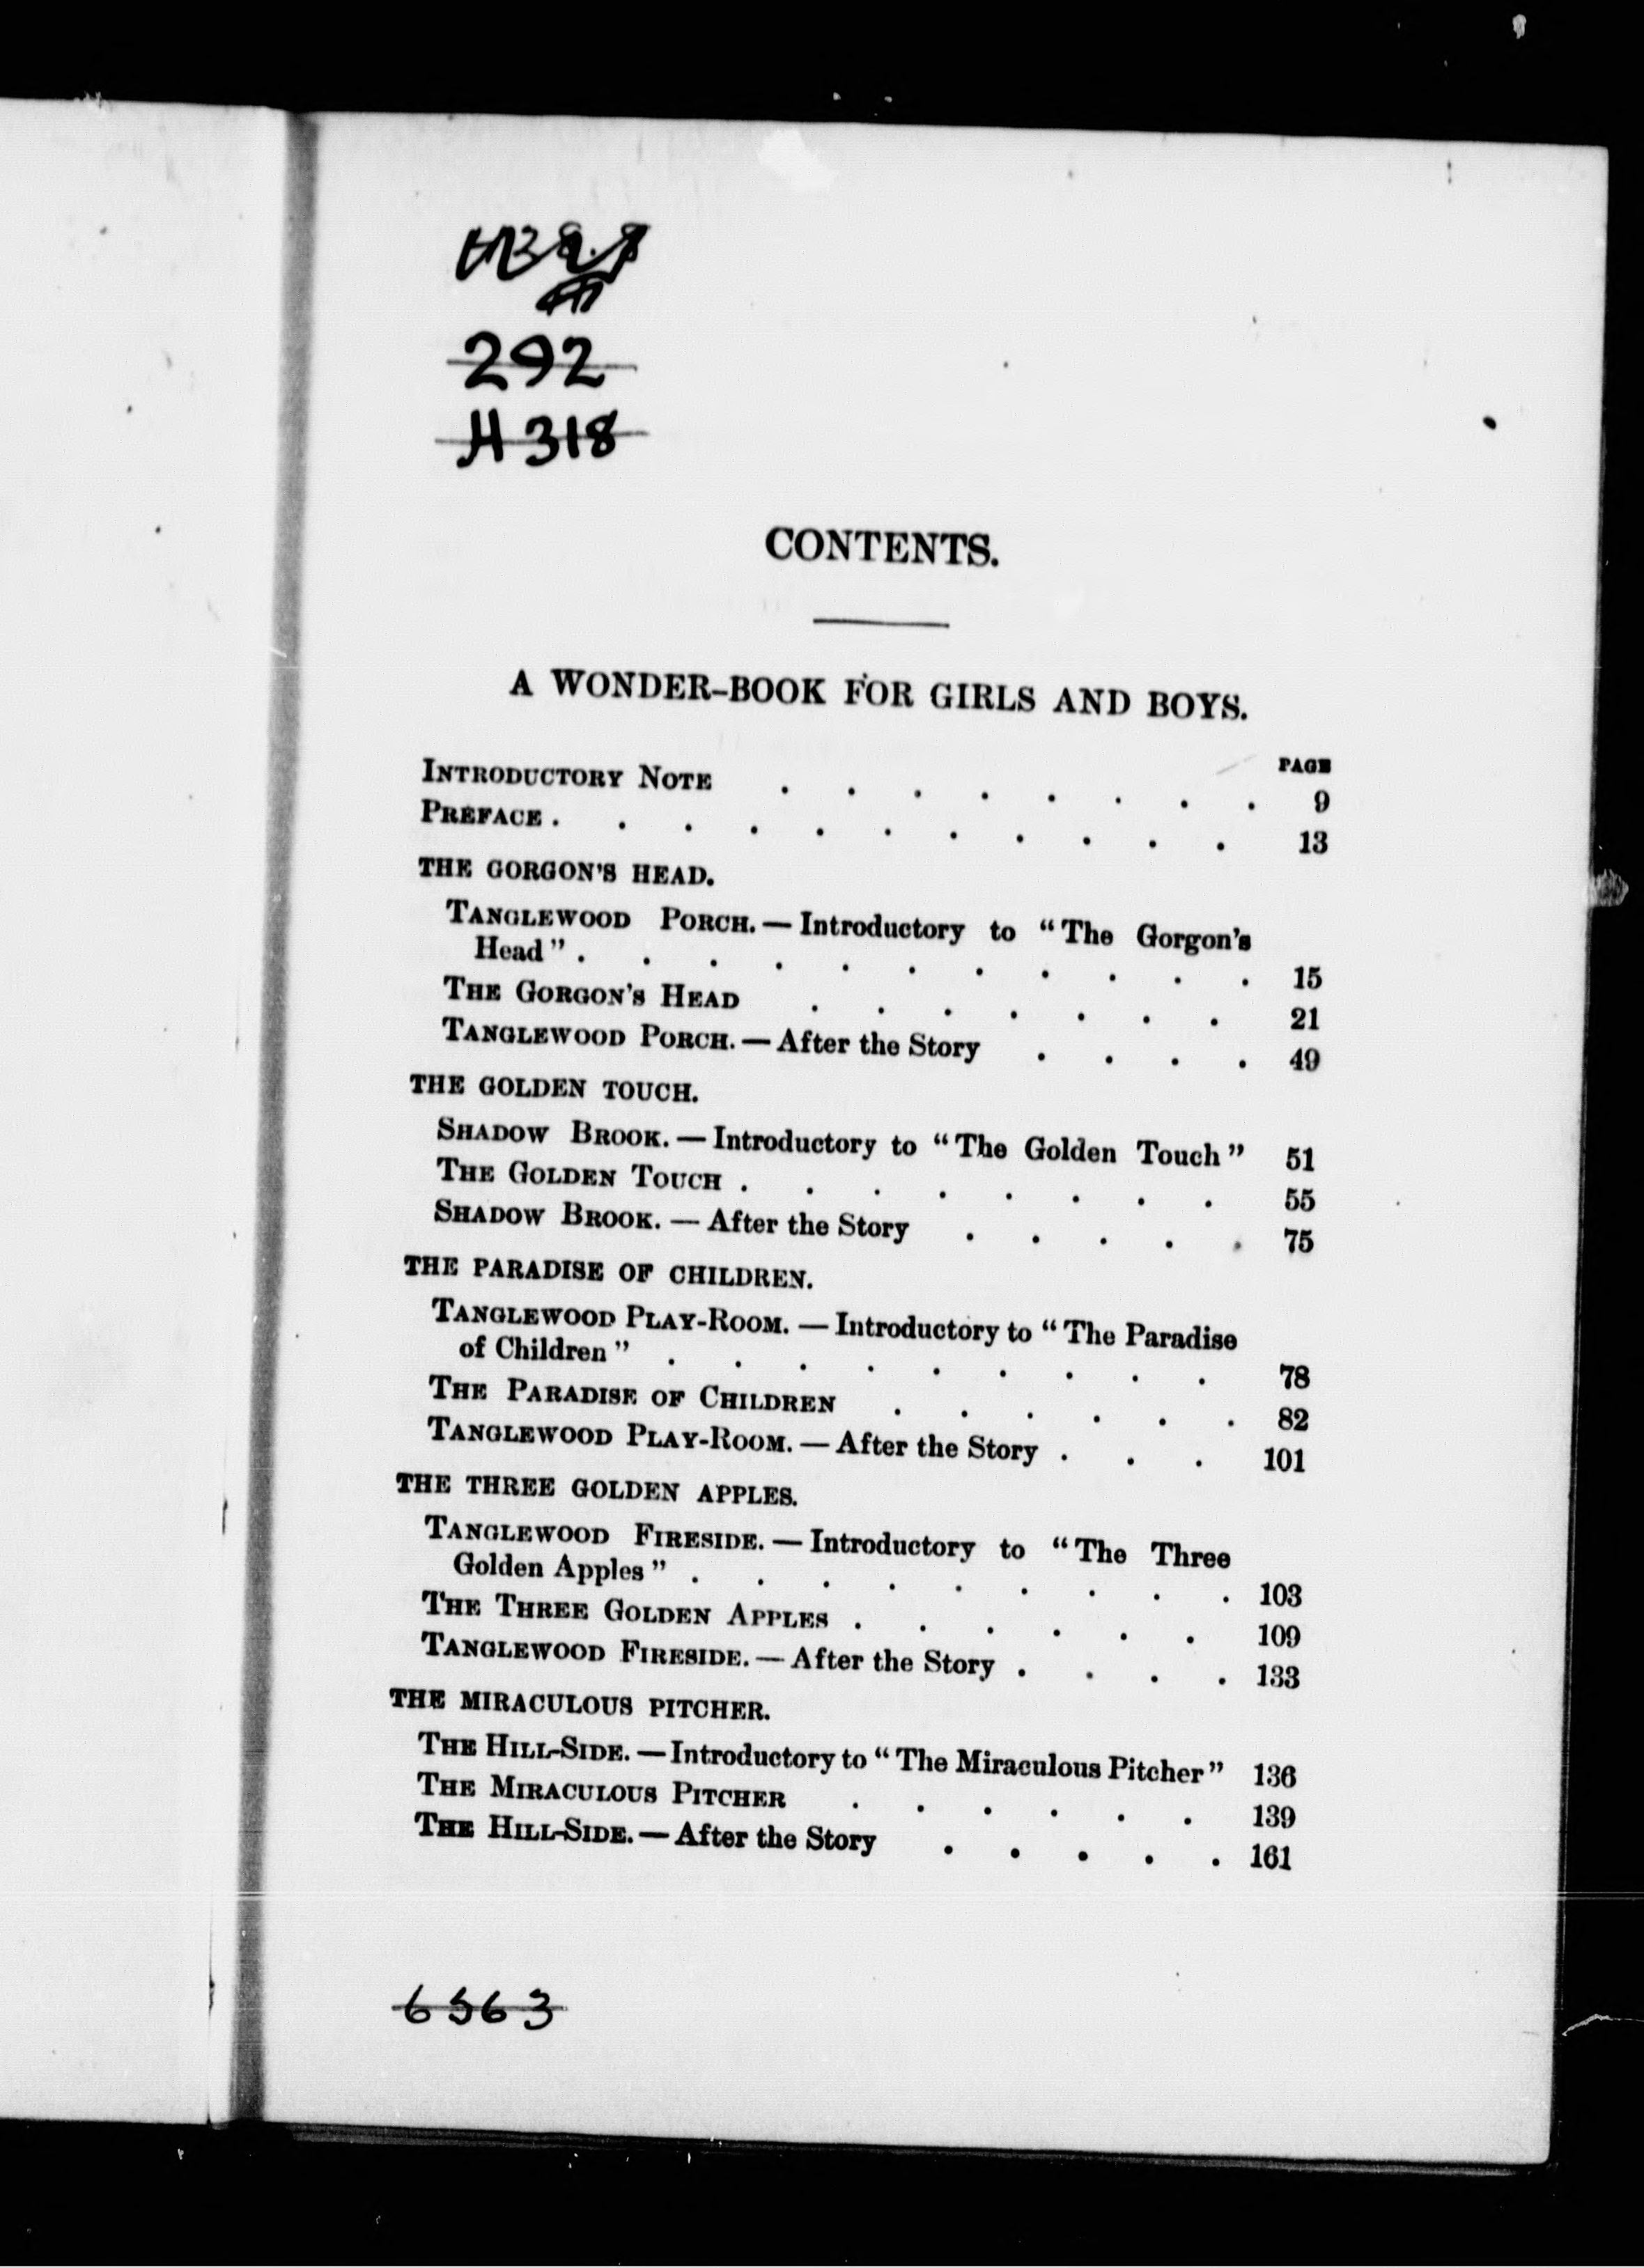 292
H318
CONTENTS.
A WONDER-BOOK FOR GIRLS AND BOYS.
PAGE
INTRODUCTORY NOTE . . . . . . . . 9
PREFACE . . . . . . . . . . . 13
THE GORGON'S HEAD.
TANGLEWOOD PORCH. — Introductory to “The Gorgon's
Head” . . . . . . . . . . . 15
THE GORGON'S HEAD . . . . . . . 21
TANGLEWOOD PORCH. — After the Story . . . . 49
THE GOLDEN TOUCH.
SHADOW BROOK. — Introductory to “The Golden Touch” 51
THE GOLDEN TOUCH . . . . . . . . 55
SHADOW BROOK. — After the Story . . . . . 75
THE PARADISE OF CHILDREN.
TANGLEWOOD PLAY-ROOM. — Introductory to “The Paradise
of Children” . . . . . . . . . 78
THE PARADISE OF CHILDREN . . . . . . 82
TANGLEWOOD PLAY-ROOM. — After the Story . . . 101
THE THREE GOLDEN APPLES.
TANGLEWOOD FIRESIDE. — Introductory to “The Three
Golden Apples” . . . . . . . . . 103
THE THREE GOLDEN APPLES . . . . . . 109
TANGLEWOOD FIRESIDE. — After the Story . . . . 133
THE MIRACULOUS PITCHER.
THE HILL-SIDE. — Introductory to “The Miraculous Pitcher” 136
THE MIRACULOUS PITCHER . . . . . . 139
THE HILL-SIDE. — After the Story . . . . . 161
6563